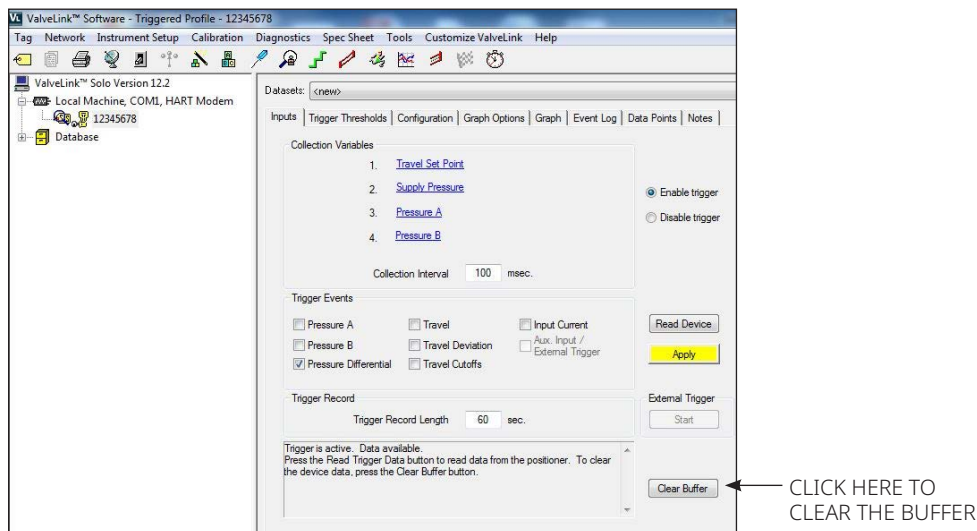 ValveLink™ Software - Triggered Profile - 12345678
Tag Network Instrument Setup Calibration Diagnostics Spec Sheet Tools Customize ValveLink Help
ValveLink™ Solo Version 12.2
Local Machine, COM1, HART Modem
12345678
Database
Datasets: <new>
Inputs Trigger Thresholds Configuration Graph Options Graph Event Log Data Points Notes
Collection Variables
1. Travel Set Point
2. Supply Pressure
3. Pressure A
4. Pressure B
Enable trigger
Disable trigger
Collection Interval 100 msec.
Trigger Events
Pressure A Travel Input Current
Pressure B Travel Deviation Aux. Input / External Trigger
Pressure Differential Travel Cutoffs
Read Device
Apply
Trigger Record
Trigger Record Length 60 sec.
External Trigger
Start
Trigger is active. Data available.
Press the Read Trigger Data button to read data from the positioner. To clear
the device data, press the Clear Buffer button.
Clear Buffer
CLICK HERE TO
CLEAR THE BUFFER